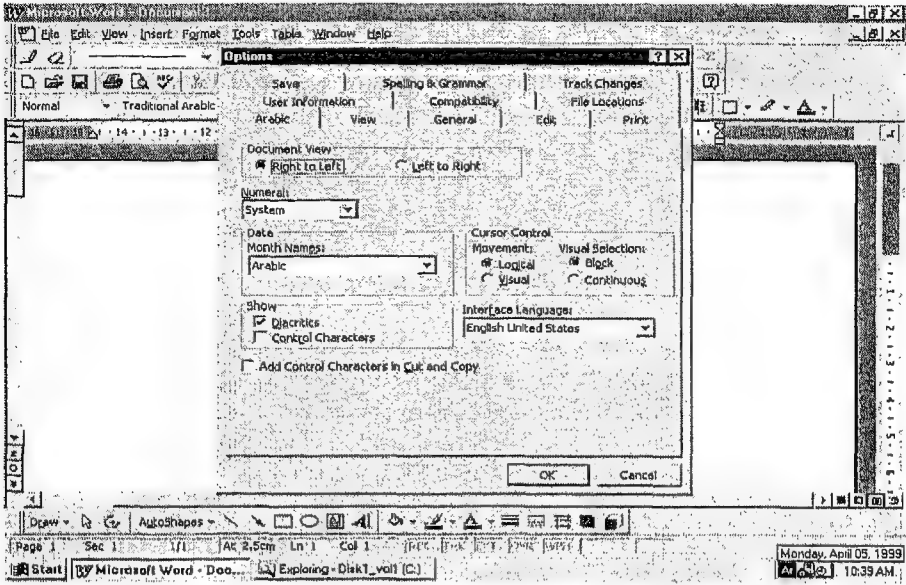 Microsoft Word - Document1
File Edit View Insert Format Tools Table Window Help
Normal Traditional Arabic
14 13 12
Options
Save Spelling & Grammar Track Changes
User Information Compatibility File Locations
Arabic View General Edit Print
Document View
Right to Left Left to Right
Numeral:
System
Date
Month Names:
Arabic
Cursor Control
Movement: Visual Selection:
Logical Block
Visual Continuous
Show
Diacritics
Control Characters
Interface Language:
English United States
Add Control Characters in Cut and Copy
OK Cancel
Draw AutoShapes
Page 1 Sec 1 1/1 At 2.5cm Ln 1 Col 1
Start Microsoft Word - Doo... Exploring - Disk1_vol1 (C:)
Monday, April 05, 1999
Ar 10:39 AM